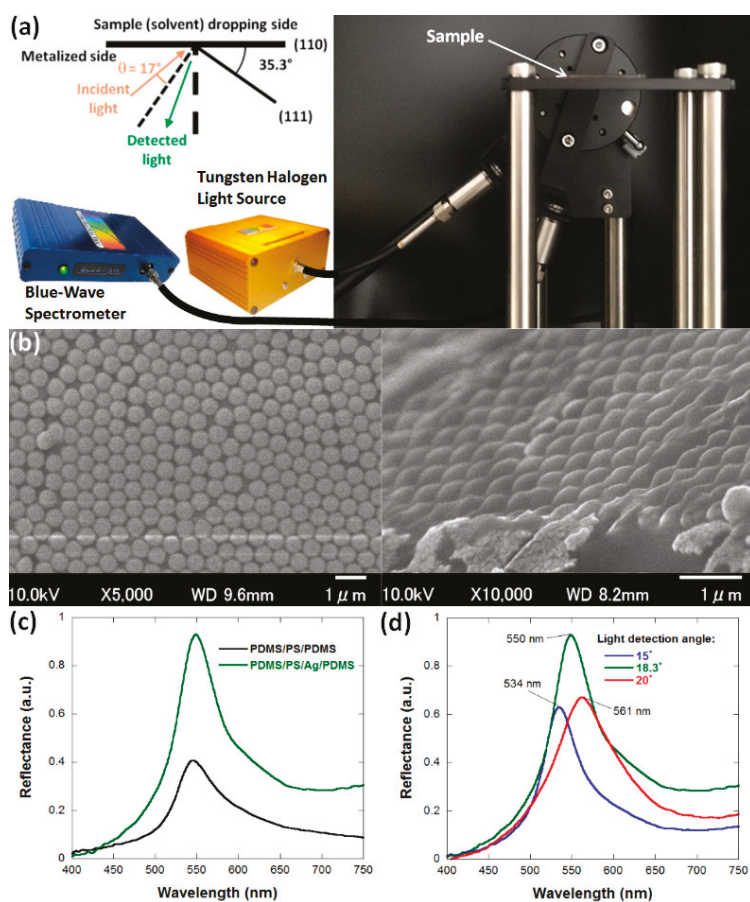 (a)
Sample (solvent) dropping side
Metalized side
(110)
θ = 17°
35.3°
Incident
light
(111)
Detected
light
Tungsten Halogen
Light Source
Blue-Wave
Spectrometer
Sample
(b)
10.0kV X5,000 WD 9.6mm 1 μm
10.0kV X10,000 WD 8.2mm 1 μm
(c)
PDMS/PS/PDMS
PDMS/PS/Ag/PDMS
Reflectance (a.u.)
1
0.8
0.6
0.4
0.2
0
400 450 500 550 600 650 700 750
Wavelength (nm)
(d)
550 nm
Light detection angle:
15°
18.3°
20°
534 nm
561 nm
Reflectance (a.u.)
1
0.8
0.6
0.4
0.2
0
400 450 500 550 600 650 700 750
Wavelength (nm)